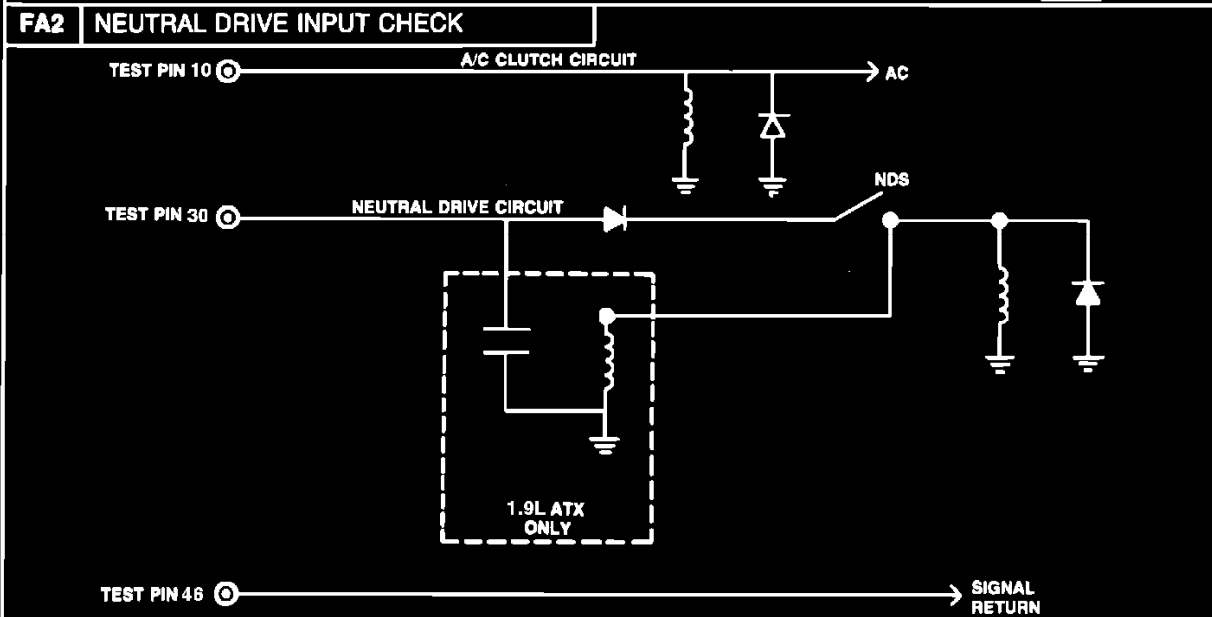 FA2 NEUTRAL DRIVE INPUT CHECK
TEST PIN 10
A/C CLUTCH CIRCUIT
AC
NDS
TEST PIN 30
NEUTRAL DRIVE CIRCUIT
1.9L ATX
ONLY
TEST PIN 46
SIGNAL
RETURN